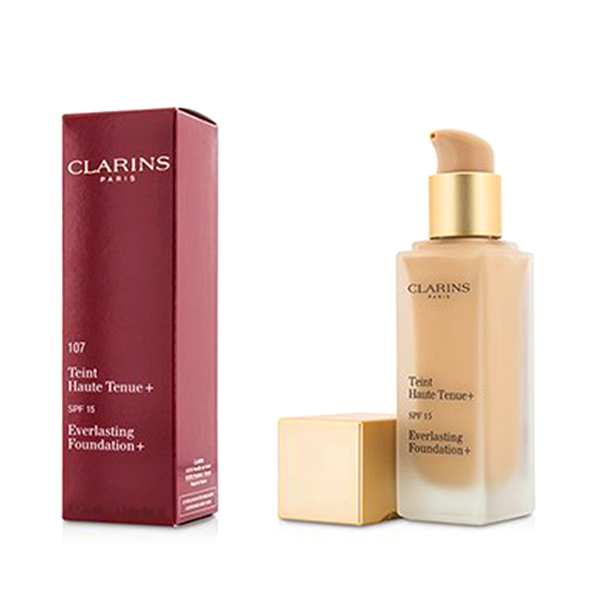 CLARINS
PARIS
107
Teint
Haute Tenue+
SPF 15
Everlasting
Foundation+
CLARINS
PARIS
Teint
Haute Tenue+
SPF 15
Everlasting
Foundation+